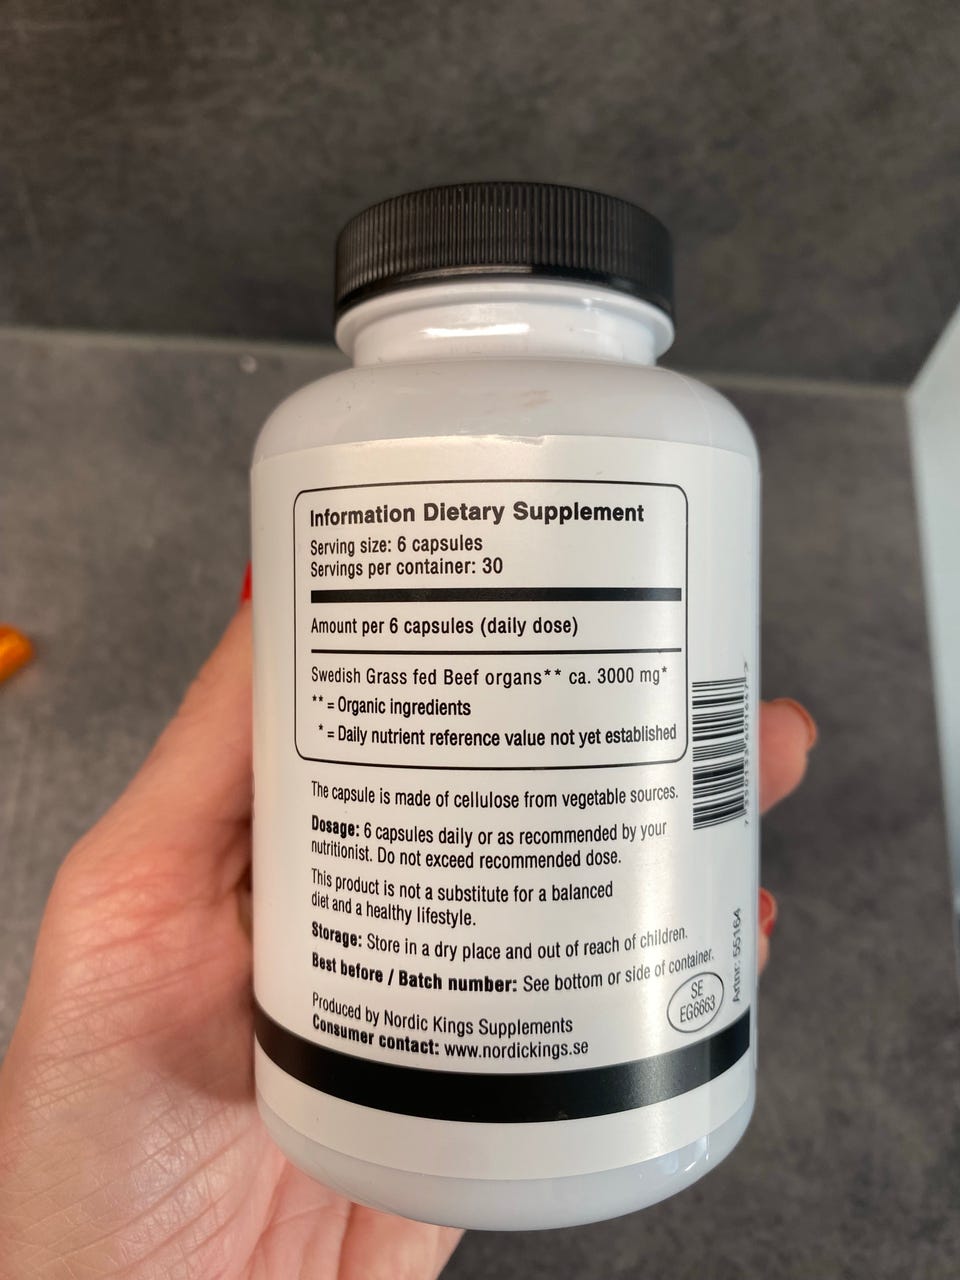 Information Dietary Supplement
Serving size: 6 capsules
Servings per container: 30
Amount per 6 capsules (daily dose)
Swedish Grass fed Beef organs** ca. 3000 mg*
** = Organic ingredients
* = Daily nutrient reference value not yet established
The capsule is made of cellulose from vegetable sources.
Dosage: 6 capsules daily or as recommended by your
nutritionist. Do not exceed recommended dose.
This product is not a substitute for a balanced
diet and a healthy lifestyle.
Storage: Store in a dry place and out of reach of children.
Best before / Batch number: See bottom or side of container.
Produced by Nordic Kings Supplements
Consumer contact: www.nordickings.se
SE
EG6663
Artnr: 55164